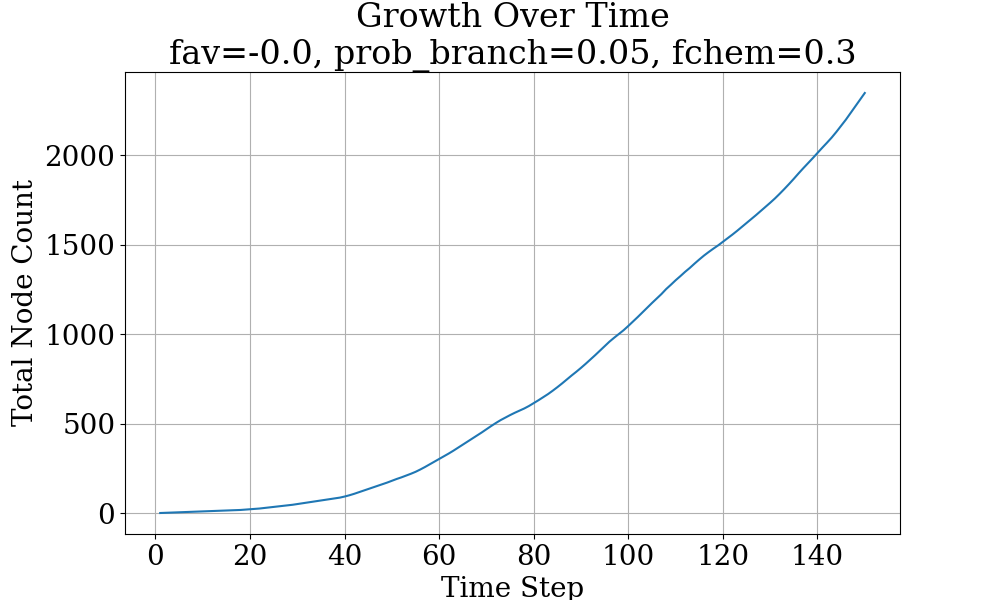 Growth Over Time
fav=-0.0, prob_branch=0.05, fchem=0.3
Total Node Count
2000
1500
1000
500
0
0 20 40 60 80 100 120 140
Time Step